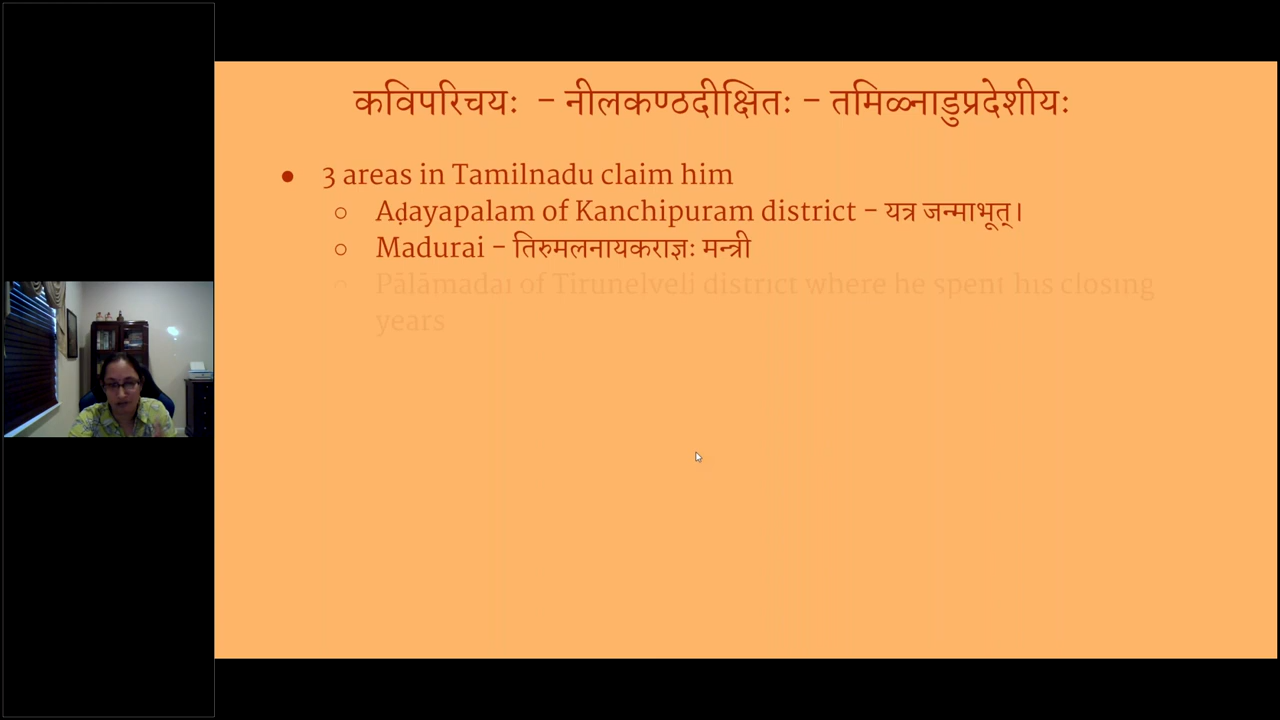 कविपरिचयः - नीलकण्ठदीक्षितः - तमिळ्नाडुप्रदेशीयः
● 3 areas in Tamilnadu claim him
○ Aḍayapalam of Kanchipuram district - यत्र जन्माभूत्।
○ Madurai - तिरुमलनायकराज्ञः मन्त्री
○ Pālāmadai of Tirunelveli district where he spent his closing
years